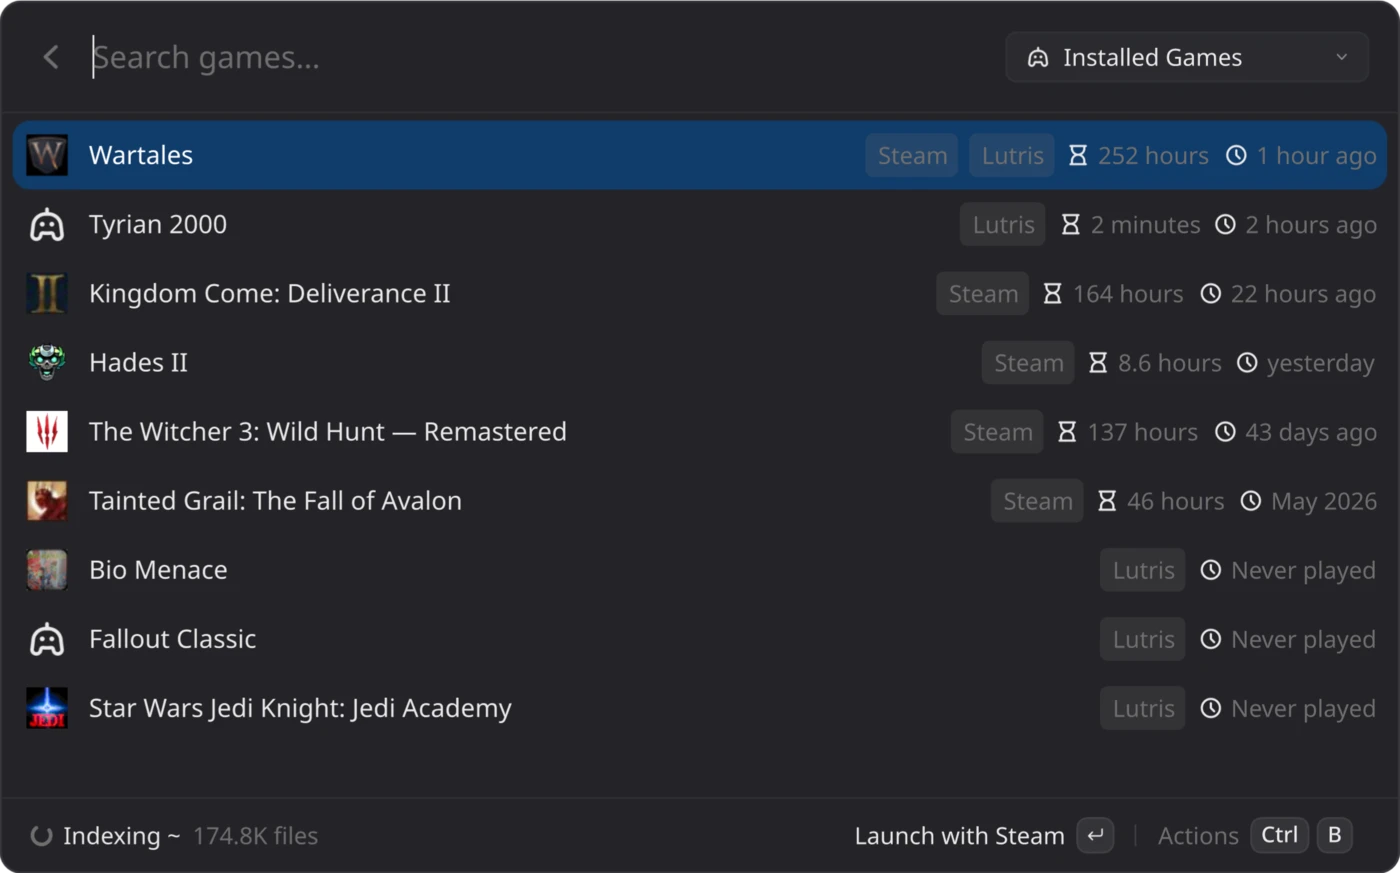 Search games...
Installed Games
Wartales Steam Lutris 252 hours 1 hour ago
Tyrian 2000 Lutris 2 minutes 2 hours ago
Kingdom Come: Deliverance II Steam 164 hours 22 hours ago
Hades II Steam 8.6 hours yesterday
The Witcher 3: Wild Hunt — Remastered Steam 137 hours 43 days ago
Tainted Grail: The Fall of Avalon Steam 46 hours May 2026
Bio Menace Lutris Never played
Fallout Classic Lutris Never played
JEDI Star Wars Jedi Knight: Jedi Academy Lutris Never played
Indexing ~ 174.8K files Launch with Steam Actions Ctrl B